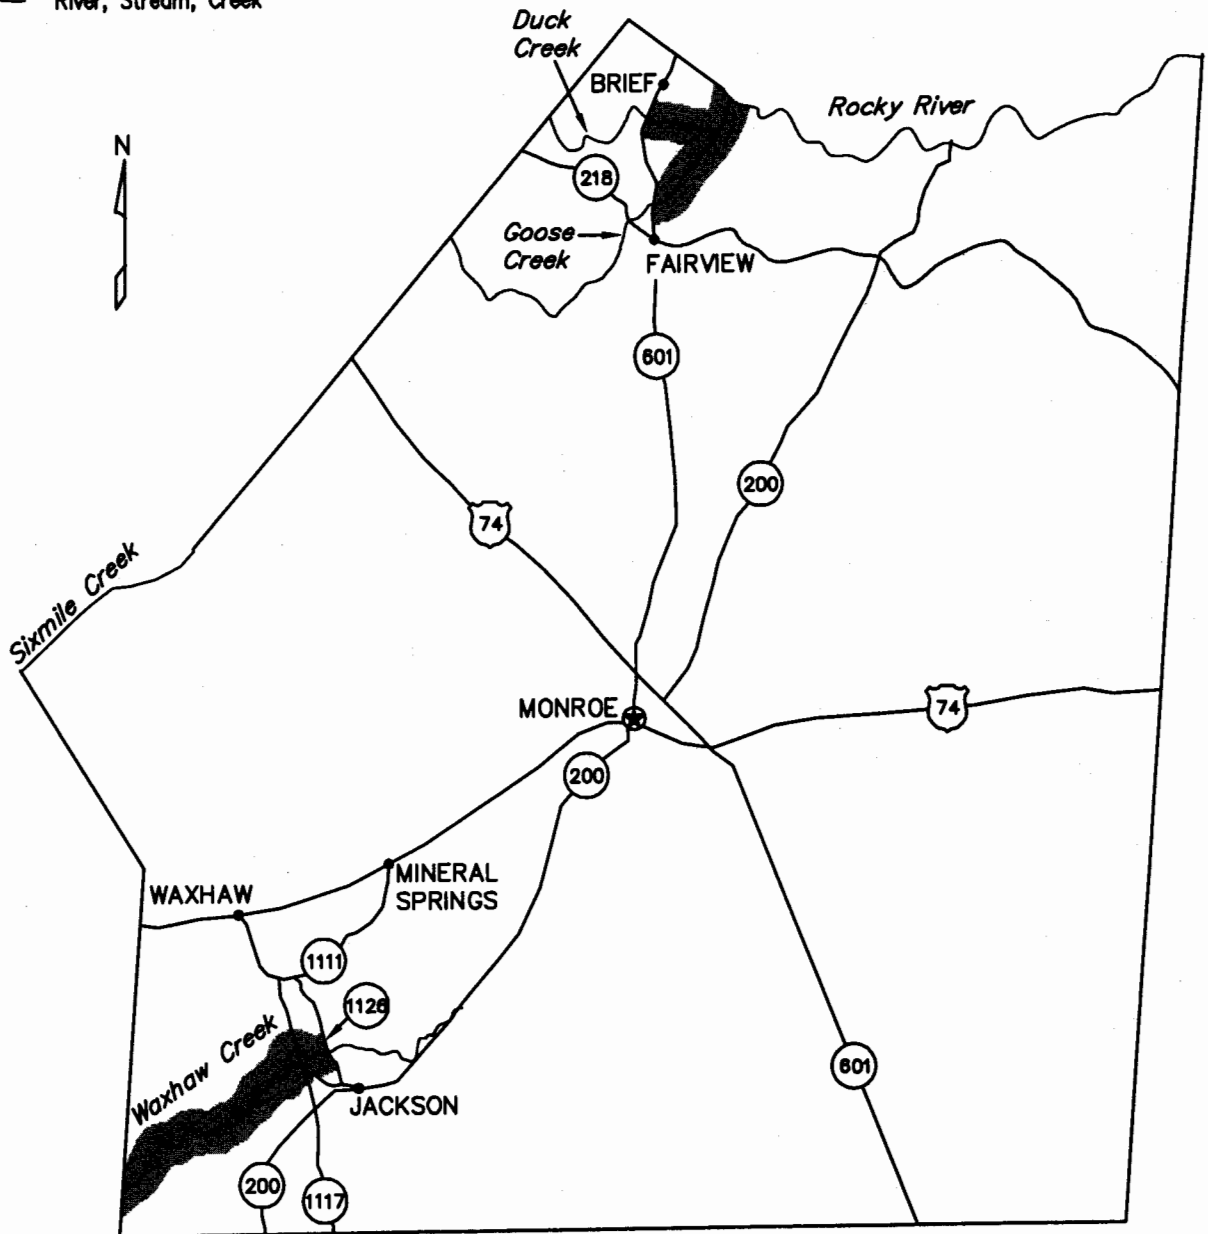 River, Stream, Creek
Duck
Creek
BRIEF
Rocky River
N
218
Goose
Creek
FAIRVIEW
601
200
74
Sixmile Creek
MONROE
74
200
MINERAL
SPRINGS
WAXHAW
1111
1126
Waxhaw Creek
601
JACKSON
200
1117